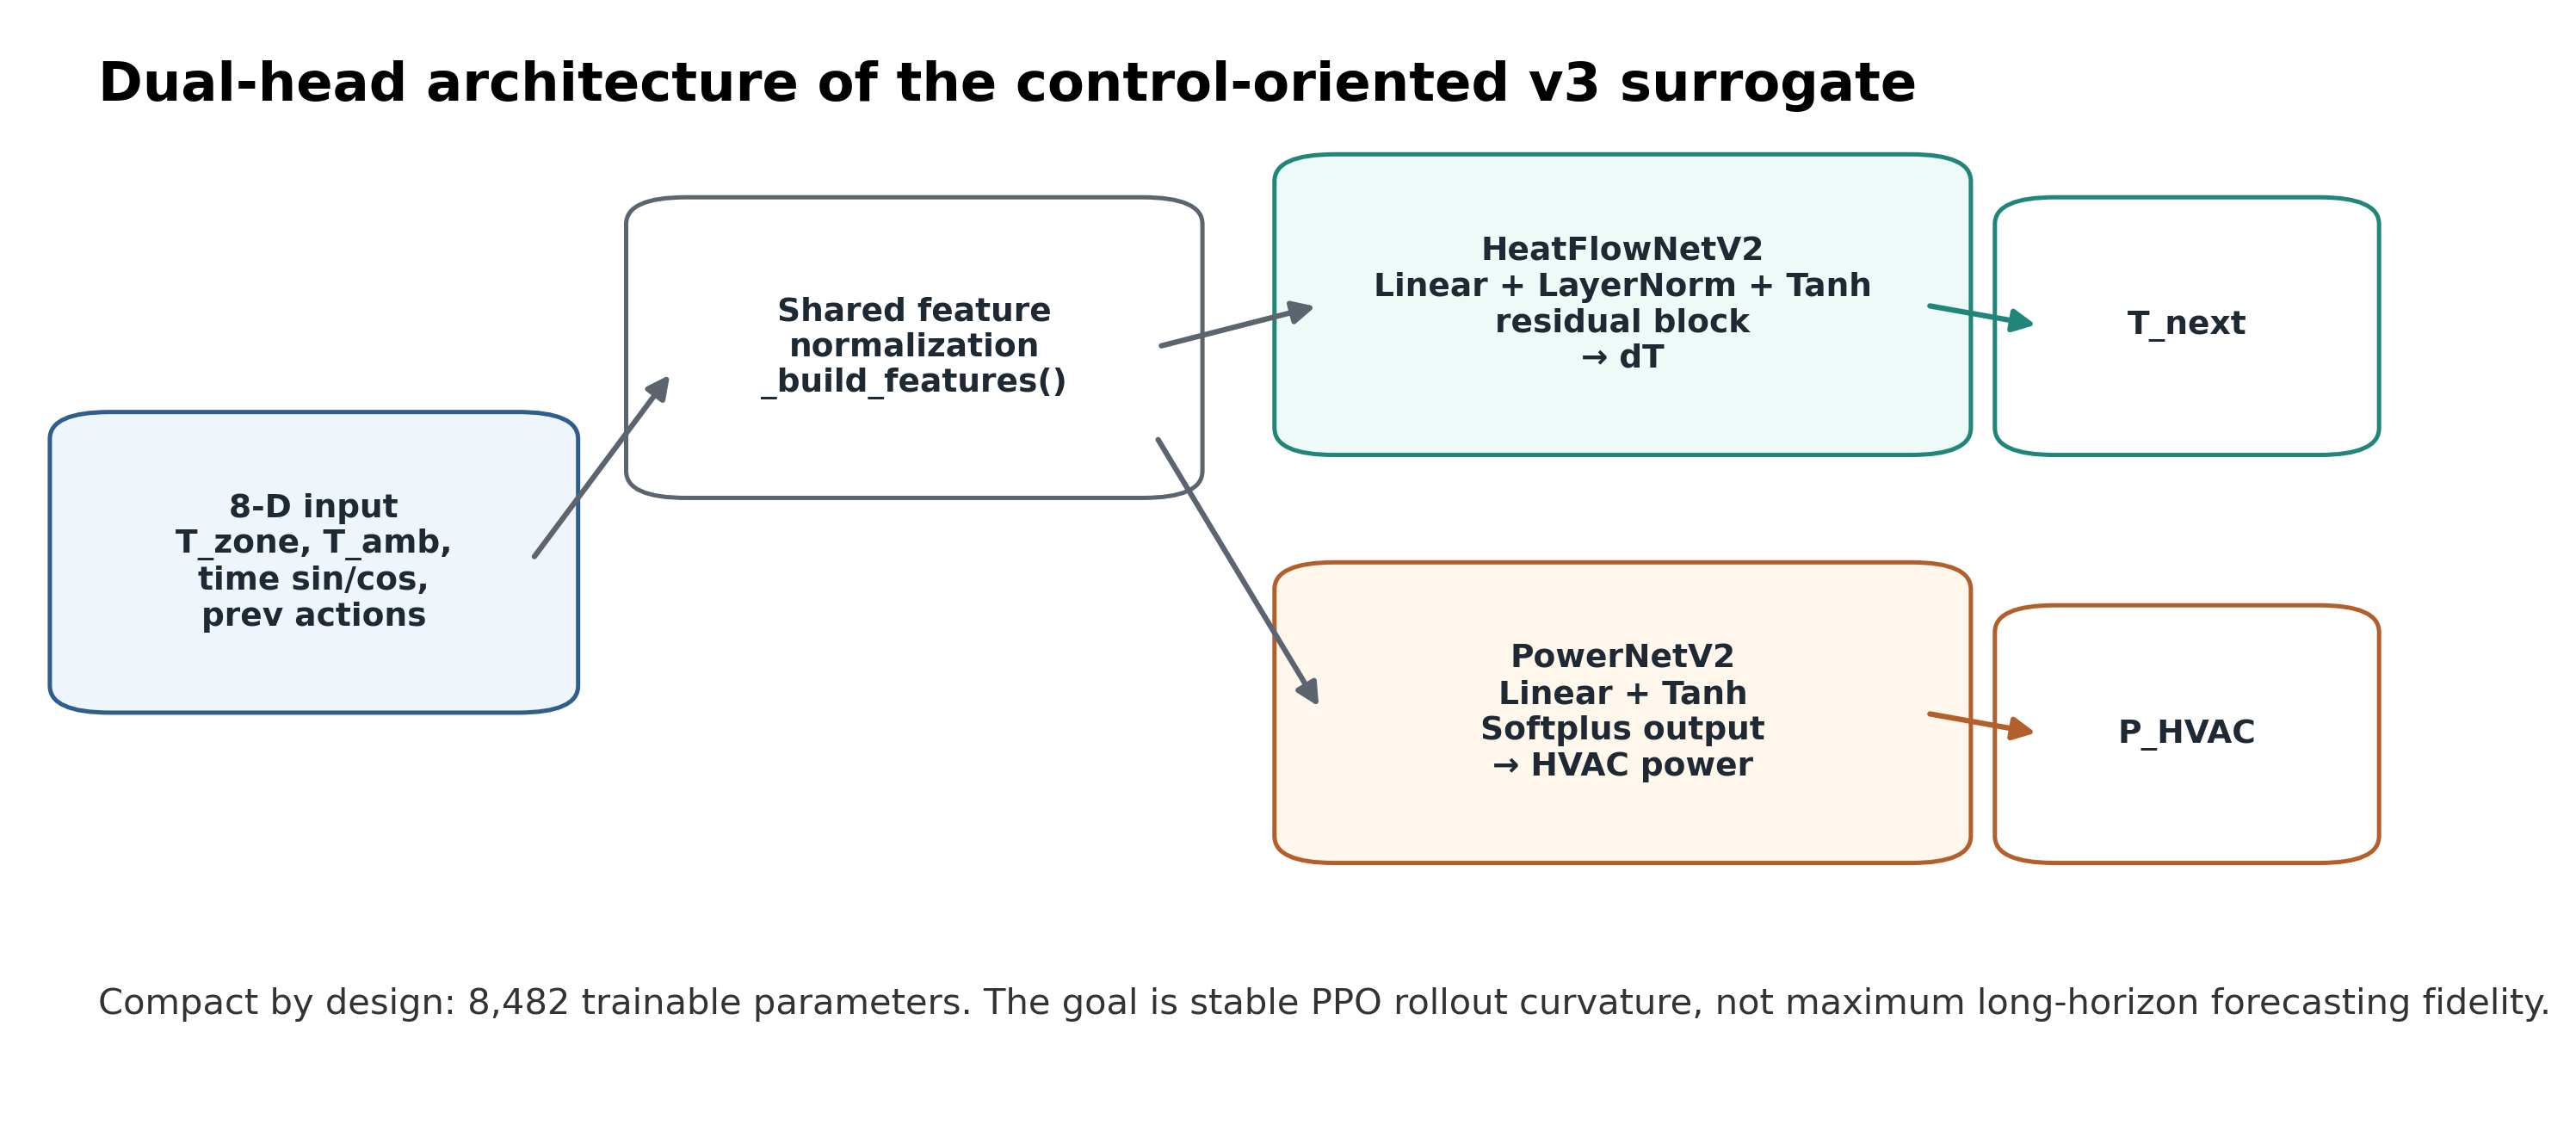 Dual-head architecture of the control-oriented v3 surrogate
8-D input
T_zone, T_amb,
time sin/cos,
prev actions
Shared feature
normalization
_build_features()
HeatFlowNetV2
Linear + LayerNorm + Tanh
residual block
→ dT
T_next
PowerNetV2
Linear + Tanh
Softplus output
→ HVAC power
P_HVAC
Compact by design: 8,482 trainable parameters. The goal is stable PPO rollout curvature, not maximum long-horizon forecasting fidelity.